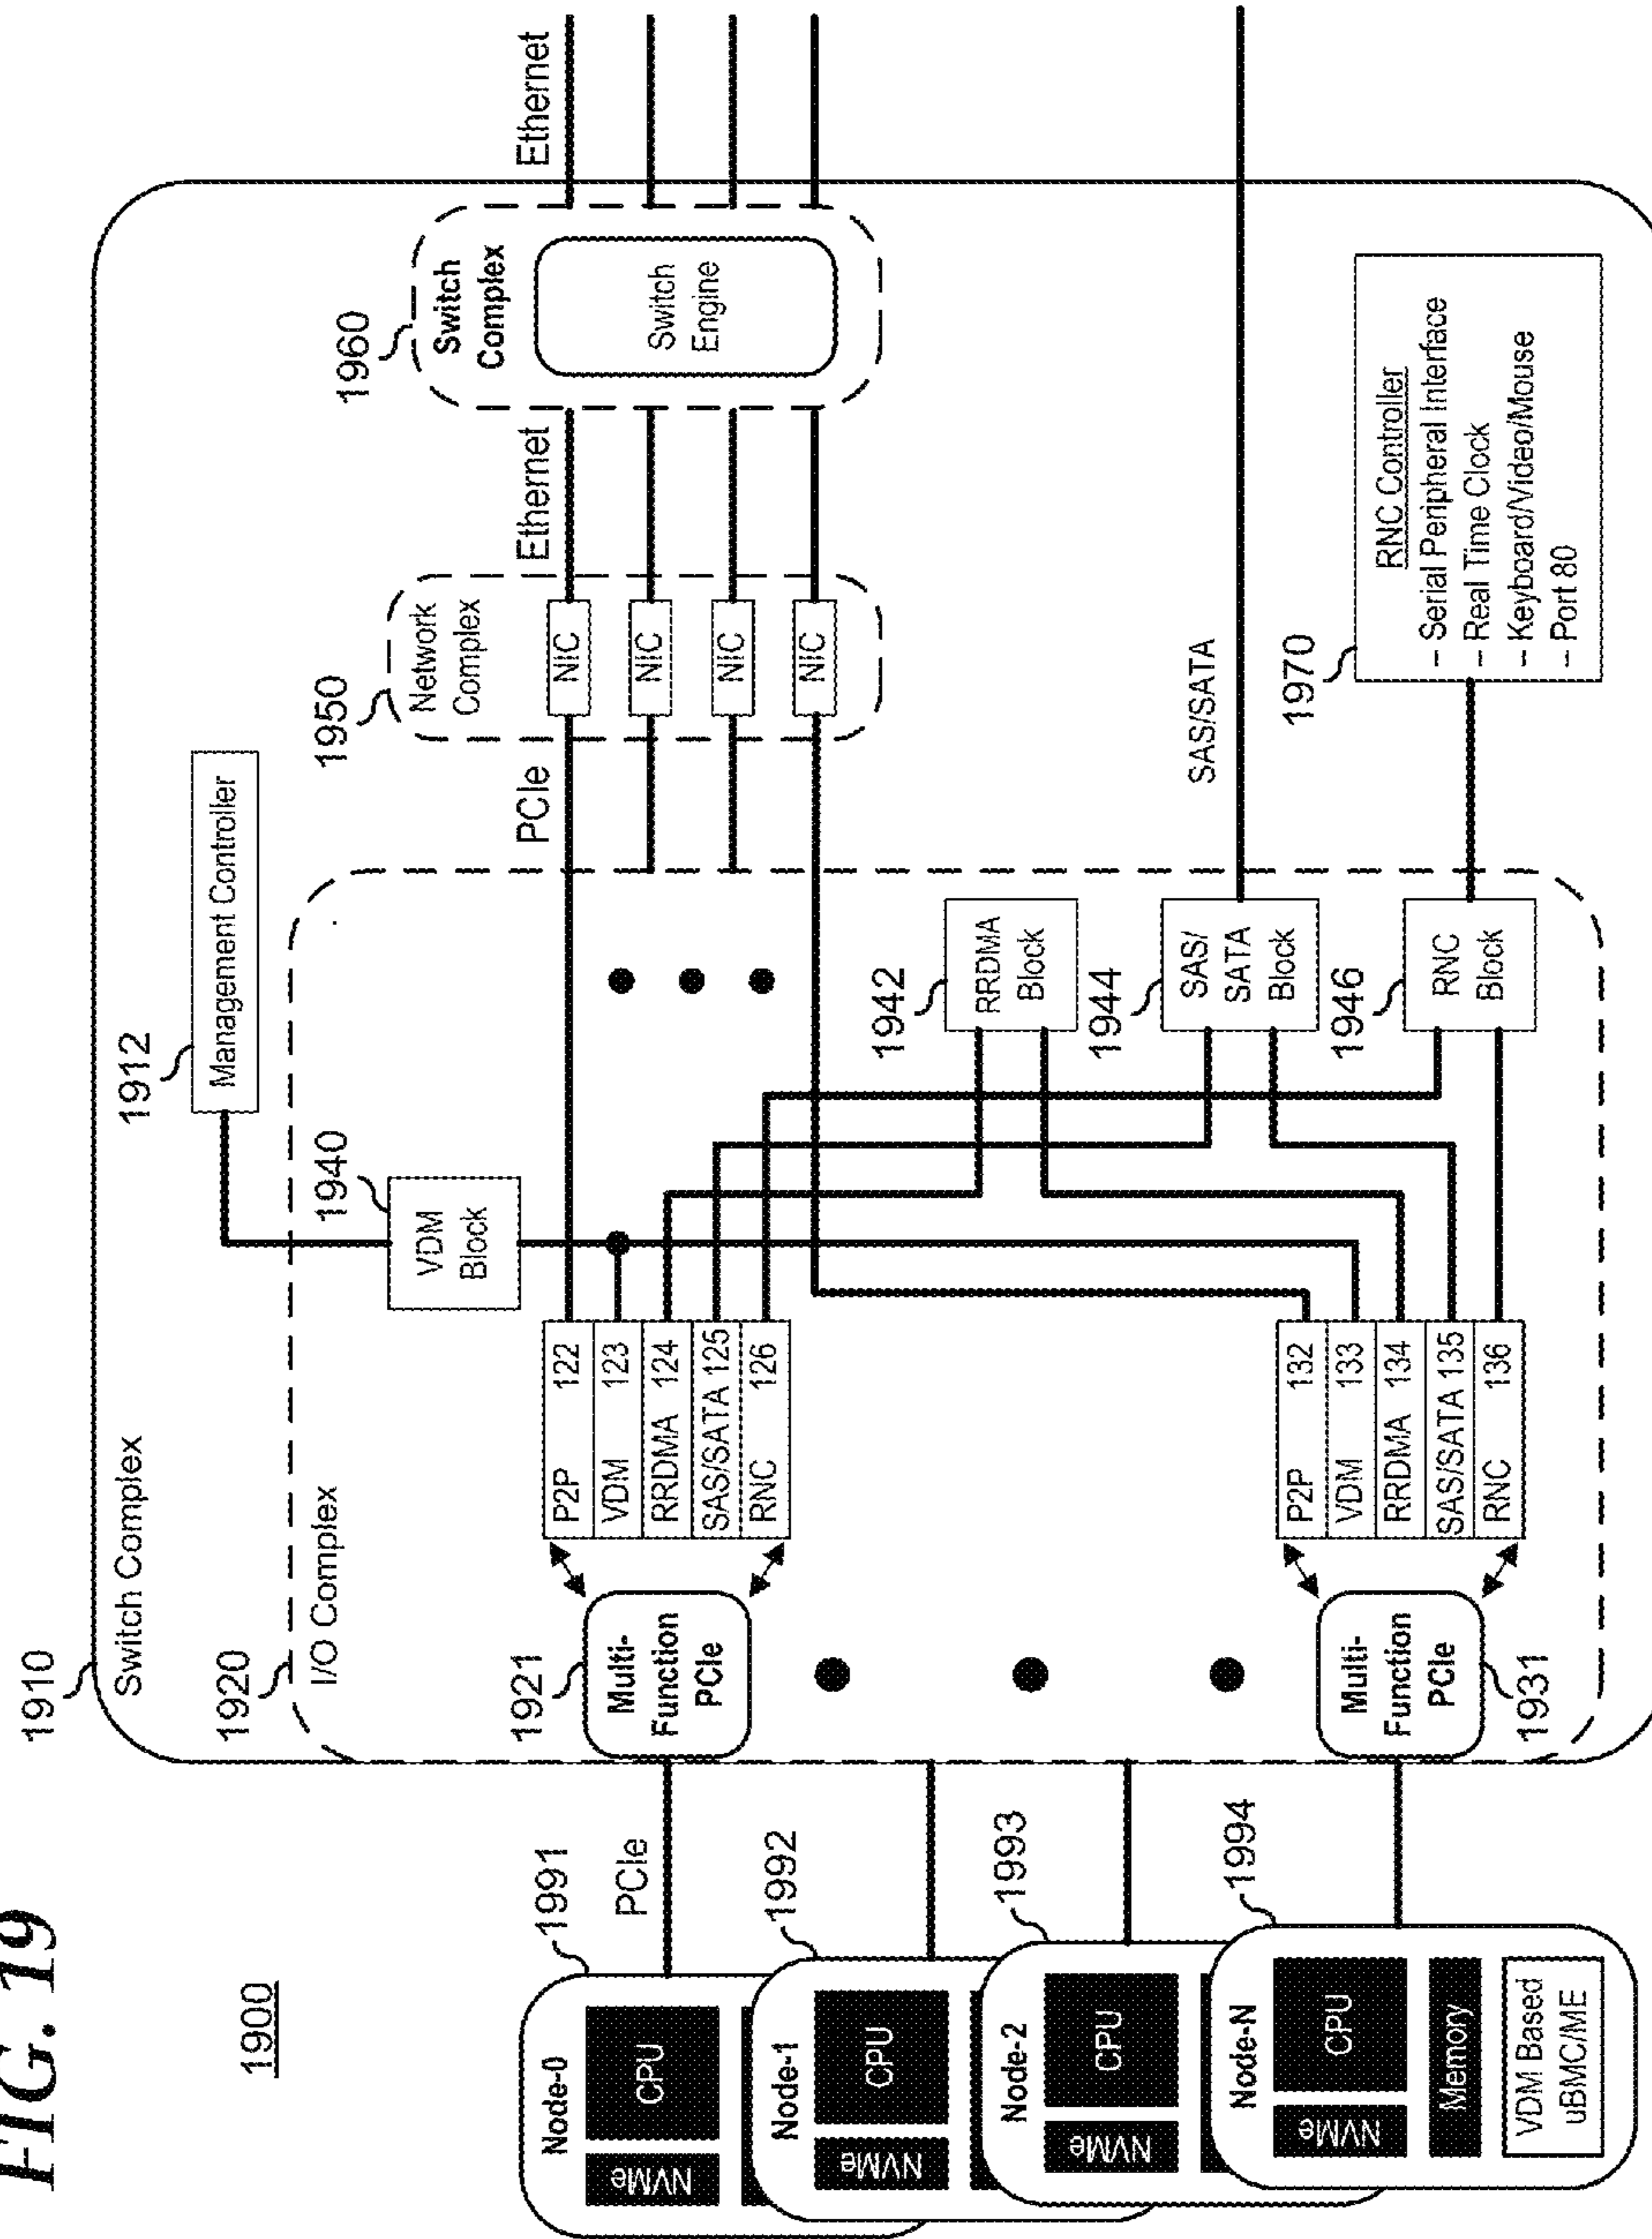 FIG. 19
1900
1910
Switch Complex
1912
Management Controller
1920
I/O Complex
1940
VDM
Block
1950
Network
Complex
1960
Switch
Complex
Switch
Engine
PCIe
Ethernet
Ethernet
NIC
NIC
NIC
NIC
1991
PCIe
Node-0
NVMe
CPU
1992
Node-1
NVMe
CPU
1993
Node-2
NVMe
CPU
1994
Node-N
NVMe
CPU
Memory
VDM Based
uBMC/ME
1921
Multi-
Function
PCIe
P2P 122
VDM 123
RRDMA 124
SAS/SATA 125
RNC 126
1931
Multi-
Function
PCIe
P2P 132
VDM 133
RRDMA 134
SAS/SATA 135
RNC 136
1942
RRDMA
Block
1944
SAS/
SATA
Block
SAS/SATA
1946
RNC
Block
1970
RNC Controller
– Serial Peripheral Interface
– Real Time Clock
– Keyboard/Video/Mouse
– Port 80